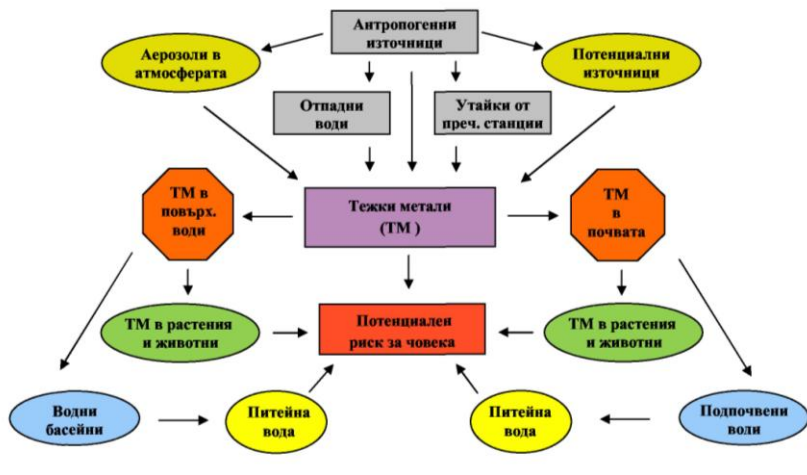 Антропогенни
източници
Аерозоли в
атмосферата
Потенциални
източници
Отпадни
води
Утайки от
преч. станции
ТМ в
повърх.
води
Тежки метали
(ТМ )
ТМ
в
почвата
ТМ в растения
и животни
Потенциален
риск за човека
ТМ в растения
и животни
Водни
басейни
Питейна
вода
Питейна
вода
Подпочвени
води